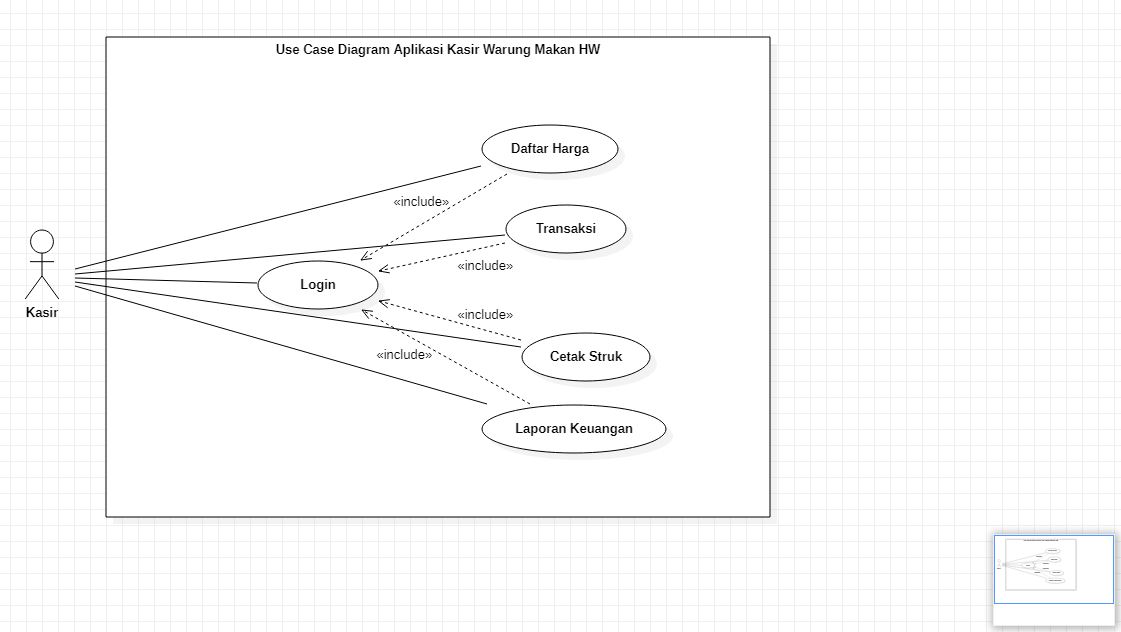 Use Case Diagram Aplikasi Kasir Warung Makan HW
Daftar Harga
«include»
Transaksi
«include»
Login
Kasir
«include»
«include»
Cetak Struk
Laporan Keuangan